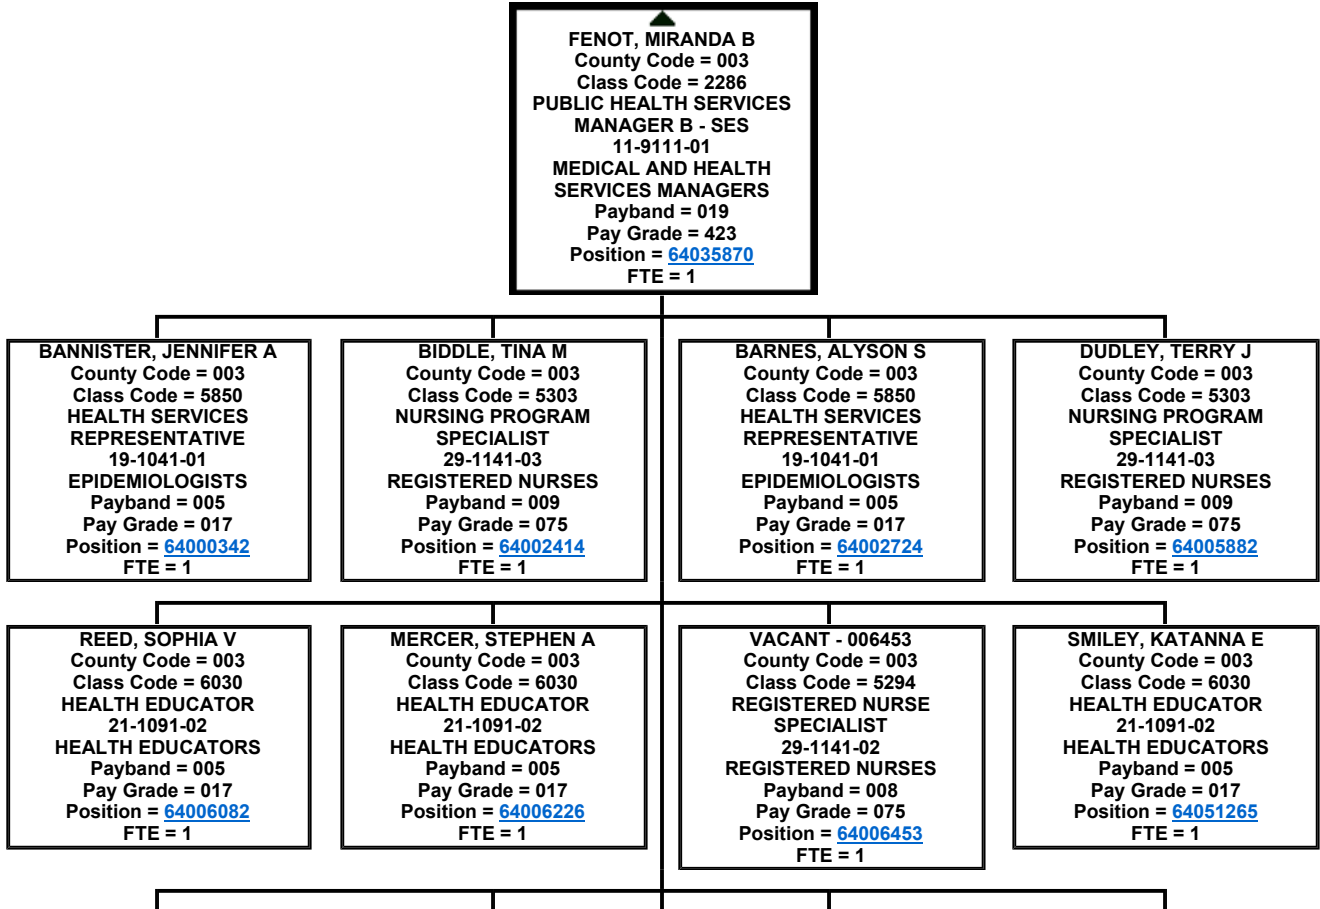 FENOT, MIRANDA B
County Code = 003
Class Code = 2286
PUBLIC HEALTH SERVICES
MANAGER B - SES
11-9111-01
MEDICAL AND HEALTH
SERVICES MANAGERS
Payband = 019
Pay Grade = 423
Position = 64035870
FTE = 1
BANNISTER, JENNIFER A
County Code = 003
Class Code = 5850
HEALTH SERVICES
REPRESENTATIVE
19-1041-01
EPIDEMIOLOGISTS
Payband = 005
Pay Grade = 017
Position = 64000342
FTE = 1
BIDDLE, TINA M
County Code = 003
Class Code = 5303
NURSING PROGRAM
SPECIALIST
29-1141-03
REGISTERED NURSES
Payband = 009
Pay Grade = 075
Position = 64002414
FTE = 1
BARNES, ALYSON S
County Code = 003
Class Code = 5850
HEALTH SERVICES
REPRESENTATIVE
19-1041-01
EPIDEMIOLOGISTS
Payband = 005
Pay Grade = 017
Position = 64002724
FTE = 1
DUDLEY, TERRY J
County Code = 003
Class Code = 5303
NURSING PROGRAM
SPECIALIST
29-1141-03
REGISTERED NURSES
Payband = 009
Pay Grade = 075
Position = 64005882
FTE = 1
REED, SOPHIA V
County Code = 003
Class Code = 6030
HEALTH EDUCATOR
21-1091-02
HEALTH EDUCATORS
Payband = 005
Pay Grade = 017
Position = 64006082
FTE = 1
MERCER, STEPHEN A
County Code = 003
Class Code = 6030
HEALTH EDUCATOR
21-1091-02
HEALTH EDUCATORS
Payband = 005
Pay Grade = 017
Position = 64006226
FTE = 1
VACANT - 006453
County Code = 003
Class Code = 5294
REGISTERED NURSE
SPECIALIST
29-1141-02
REGISTERED NURSES
Payband = 008
Pay Grade = 075
Position = 64006453
FTE = 1
SMILEY, KATANNA E
County Code = 003
Class Code = 6030
HEALTH EDUCATOR
21-1091-02
HEALTH EDUCATORS
Payband = 005
Pay Grade = 017
Position = 64051265
FTE = 1